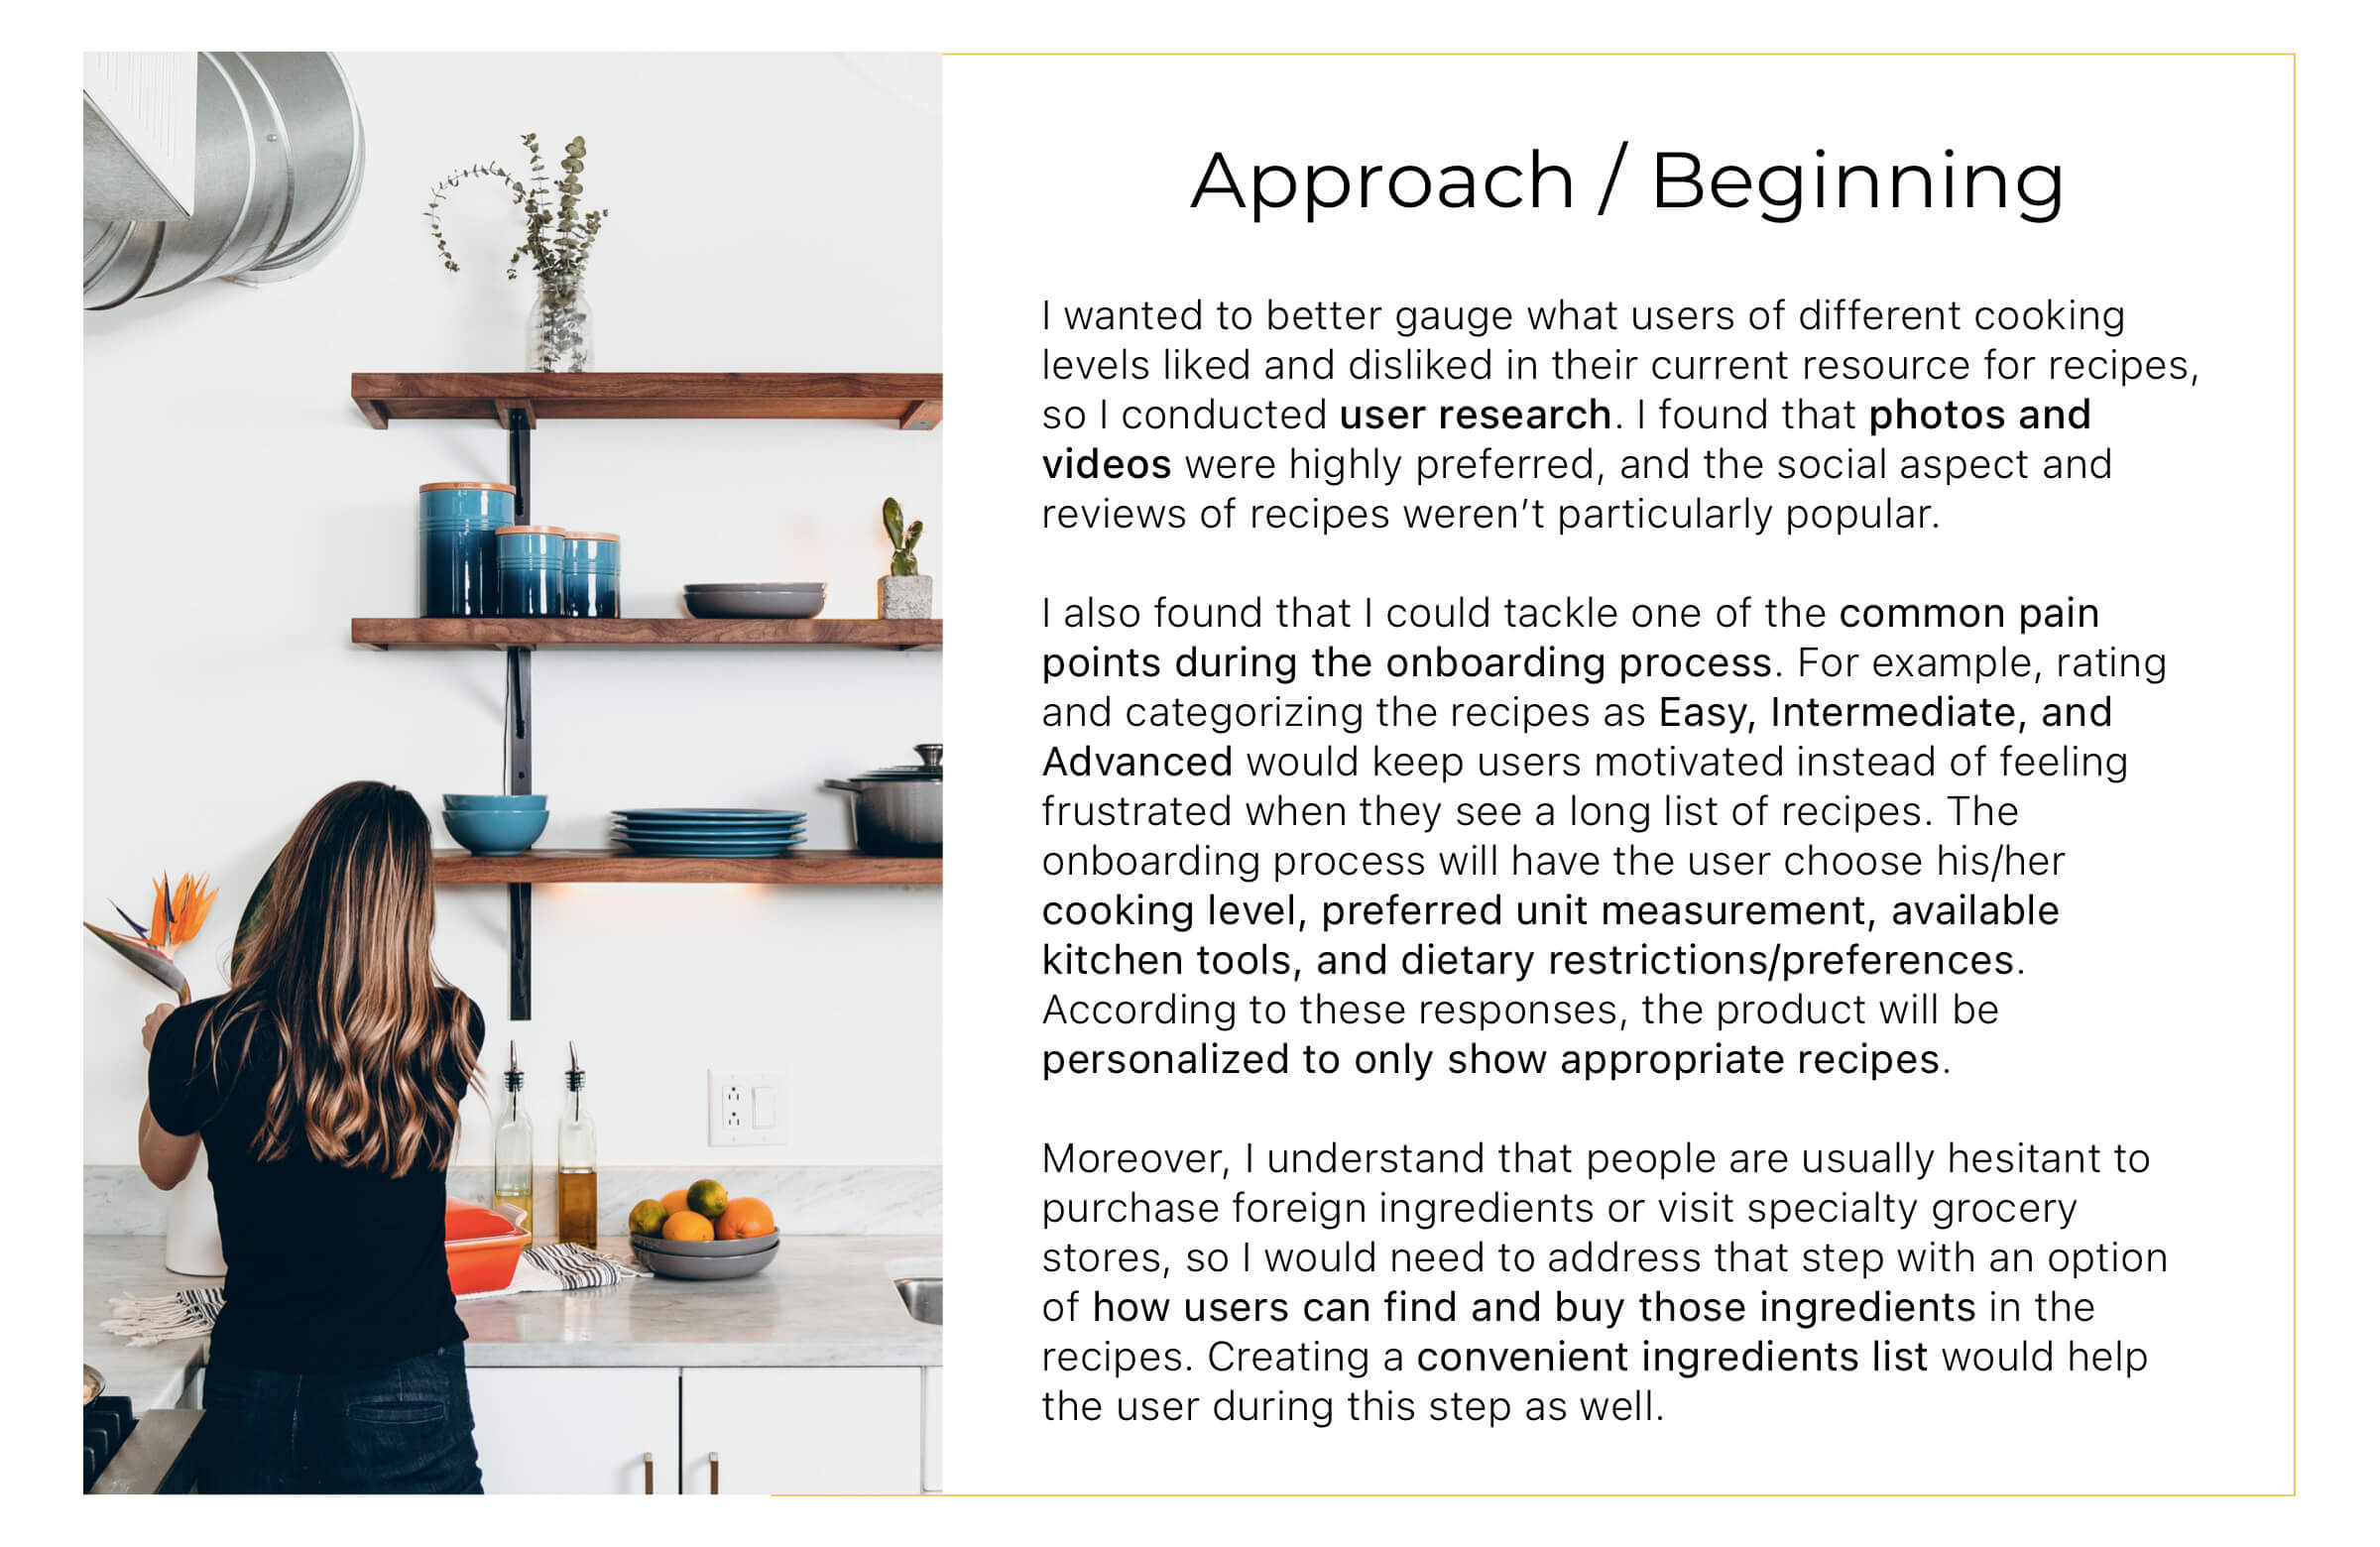 Approach / Beginning
I wanted to better gauge what users of different cooking
levels liked and disliked in their current resource for recipes,
so I conducted user research. I found that photos and
videos were highly preferred, and the social aspect and
reviews of recipes weren’t particularly popular.
I also found that I could tackle one of the common pain
points during the onboarding process. For example, rating
and categorizing the recipes as Easy, Intermediate, and
Advanced would keep users motivated instead of feeling
frustrated when they see a long list of recipes. The
onboarding process will have the user choose his/her
cooking level, preferred unit measurement, available
kitchen tools, and dietary restrictions/preferences.
According to these responses, the product will be
personalized to only show appropriate recipes.
Moreover, I understand that people are usually hesitant to
purchase foreign ingredients or visit specialty grocery
stores, so I would need to address that step with an option
of how users can find and buy those ingredients in the
recipes. Creating a convenient ingredients list would help
the user during this step as well.